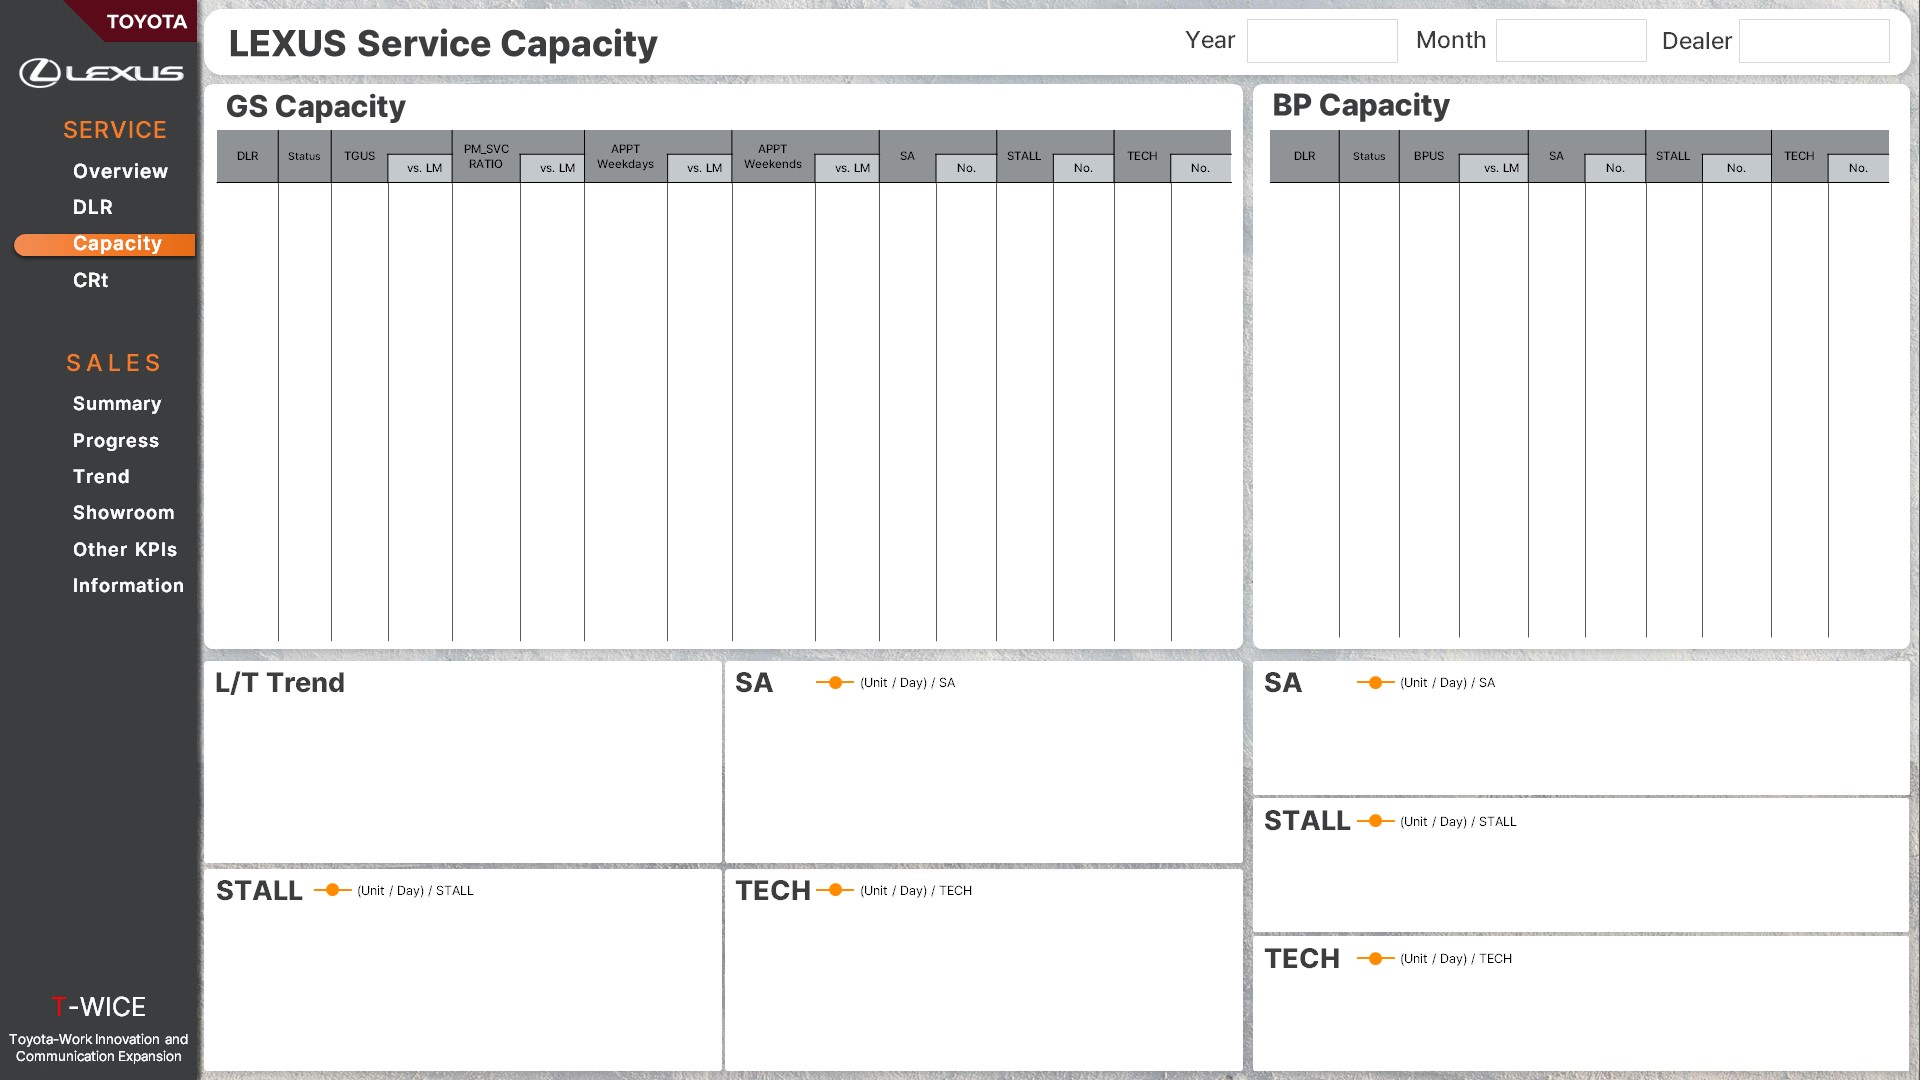 TOYOTA
LEXUS
SERVICE
Overview
DLR
Capacity
CRt
SALES
Summary
Progress
Trend
Showroom
Other KPIs
Information
T-WICE
Toyota-Work Innovation and
Communication Expansion
LEXUS Service Capacity
Year
Month
Dealer
GS Capacity
DLR
Status
TGUS
vs. LM
PM_SVC
RATIO
vs. LM
APPT
Weekdays
vs. LM
APPT
Weekends
vs. LM
SA
No.
STALL
No.
TECH
No.
BP Capacity
DLR
Status
BPUS
vs. LM
SA
No.
STALL
No.
TECH
No.
L/T Trend
SA
(Unit / Day) / SA
STALL
(Unit / Day) / STALL
TECH
(Unit / Day) / TECH
SA
(Unit / Day) / SA
STALL
(Unit / Day) / STALL
TECH
(Unit / Day) / TECH